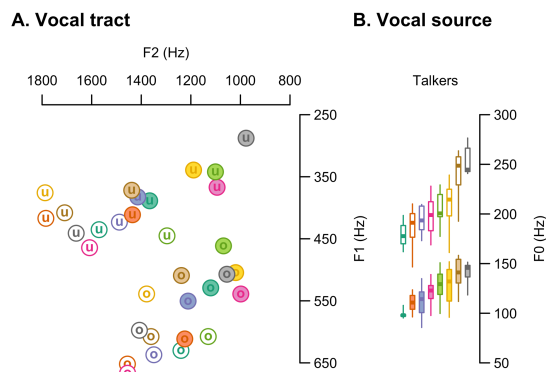 A. Vocal tract
B. Vocal source
F2 (Hz)
Talkers
1800 1600 1400 1200 1000 800
250
350
450
550
650
F1 (Hz)
300
250
200
150
100
50
F0 (Hz)
u
u u
u u
u
u u u
u
u
u u
u
u
u
o
o o o
o o o o
o
o o
o o
o o
o
o